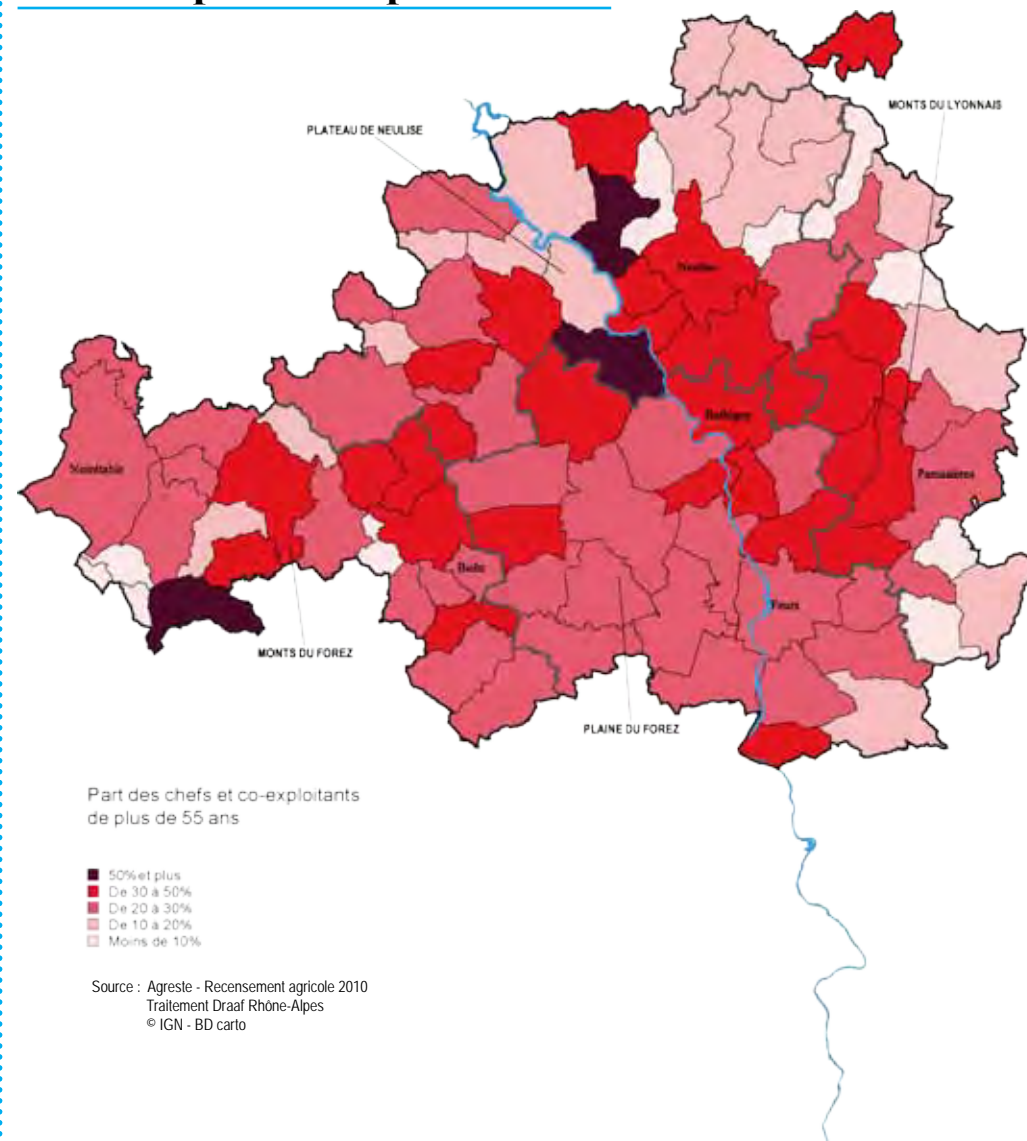 PLATEAU DE NEULISE
MONTS DU LYONNAIS
Neulise
Balbigny
Noirétable
Panissières
Boën
Feurs
MONTS DU FOREZ
PLAINE DU FOREZ
Part des chefs et co-exploitants
de plus de 55 ans
50% et plus
De 30 à 50%
De 20 à 30%
De 10 à 20%
Moins de 10%
Source : Agreste - Recensement agricole 2010
Traitement Draaf Rhône-Alpes
© IGN - BD carto